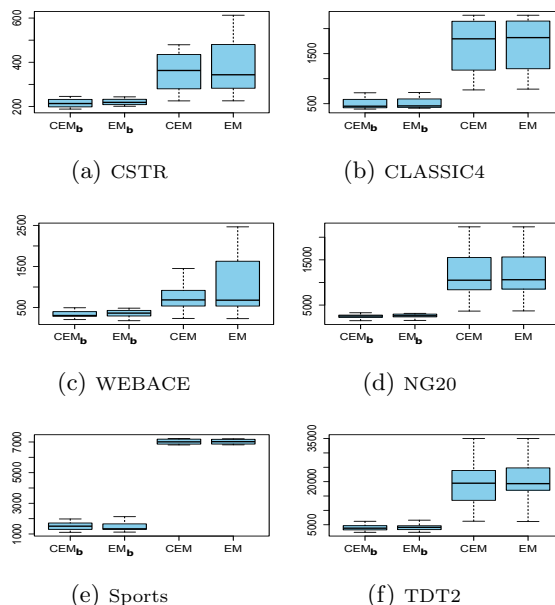 600
400
200
CEMb EMb CEM EM
(a) CSTR
1500
500
CEMb EMb CEM EM
(b) CLASSIC4
2500
1500
500
CEMb EMb CEM EM
(c) WEBACE
15000
5000
CEMb EMb CEM EM
(d) NG20
7000
5000
4000
3000
2000
1000
CEMb EMb CEM EM
(e) Sports
35000
20000
5000
CEMb EMb CEM EM
(f) TDT2